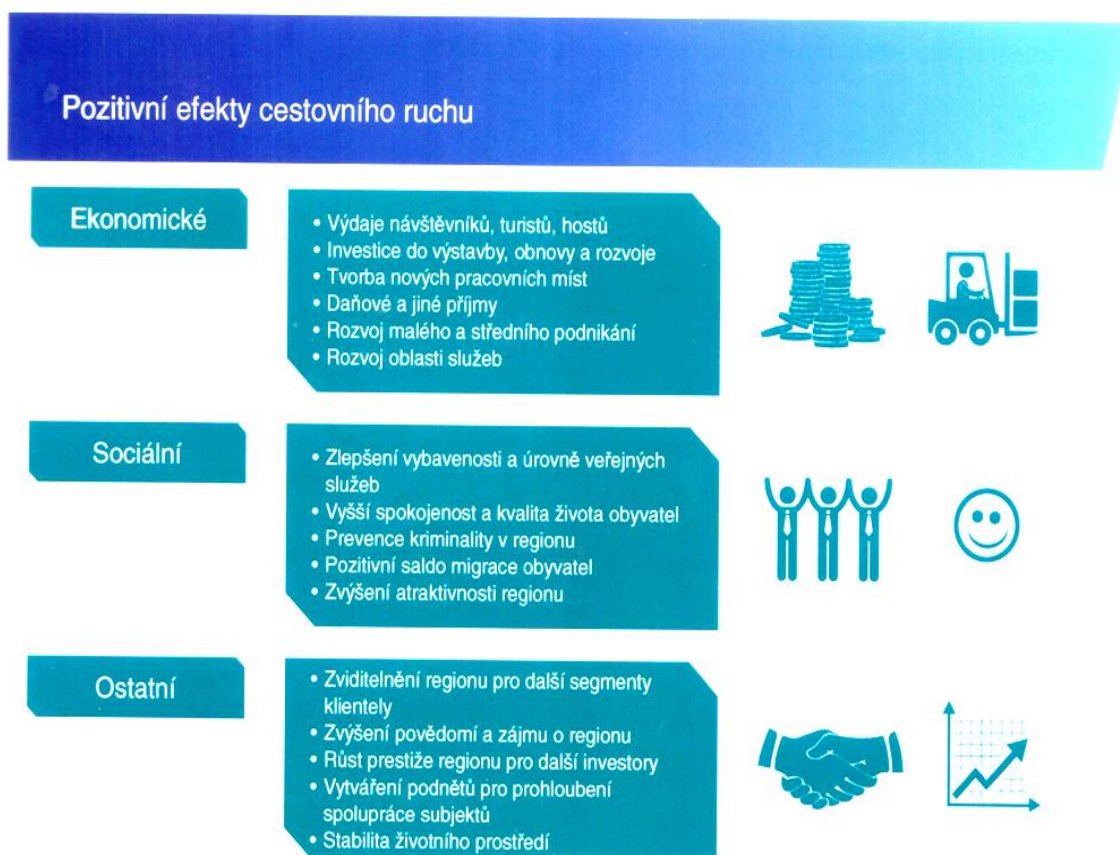 Pozitivní efekty cestovního ruchu
Ekonomické
• Výdaje návštěvníků, turistů, hostů
• Investice do výstavby, obnovy a rozvoje
• Tvorba nových pracovních míst
• Daňové a jiné příjmy
• Rozvoj malého a středního podnikání
• Rozvoj oblasti služeb
Sociální
• Zlepšení vybavenosti a úrovně veřejných
služeb
• Vyšší spokojenost a kvalita života obyvatel
• Prevence kriminality v regionu
• Pozitivní saldo migrace obyvatel
• Zvýšení atraktivnosti regionu
Ostatní
• Zviditelnění regionu pro další segmenty
klientely
• Zvýšení povědomí a zájmu o regionu
• Růst prestiže regionu pro další investory
• Vytváření podnětů pro prohloubení
spolupráce subjektů
• Stabilita životního prostředí